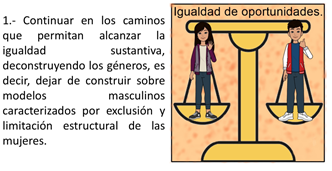 1.- Continuar en los caminos
que permitan alcanzar la
igualdad sustantiva,
deconstruyendo los géneros, es
decir, dejar de construir sobre
modelos masculinos
caracterizados por exclusión y
limitación estructural de las
mujeres.
Igualdad de oportunidades.